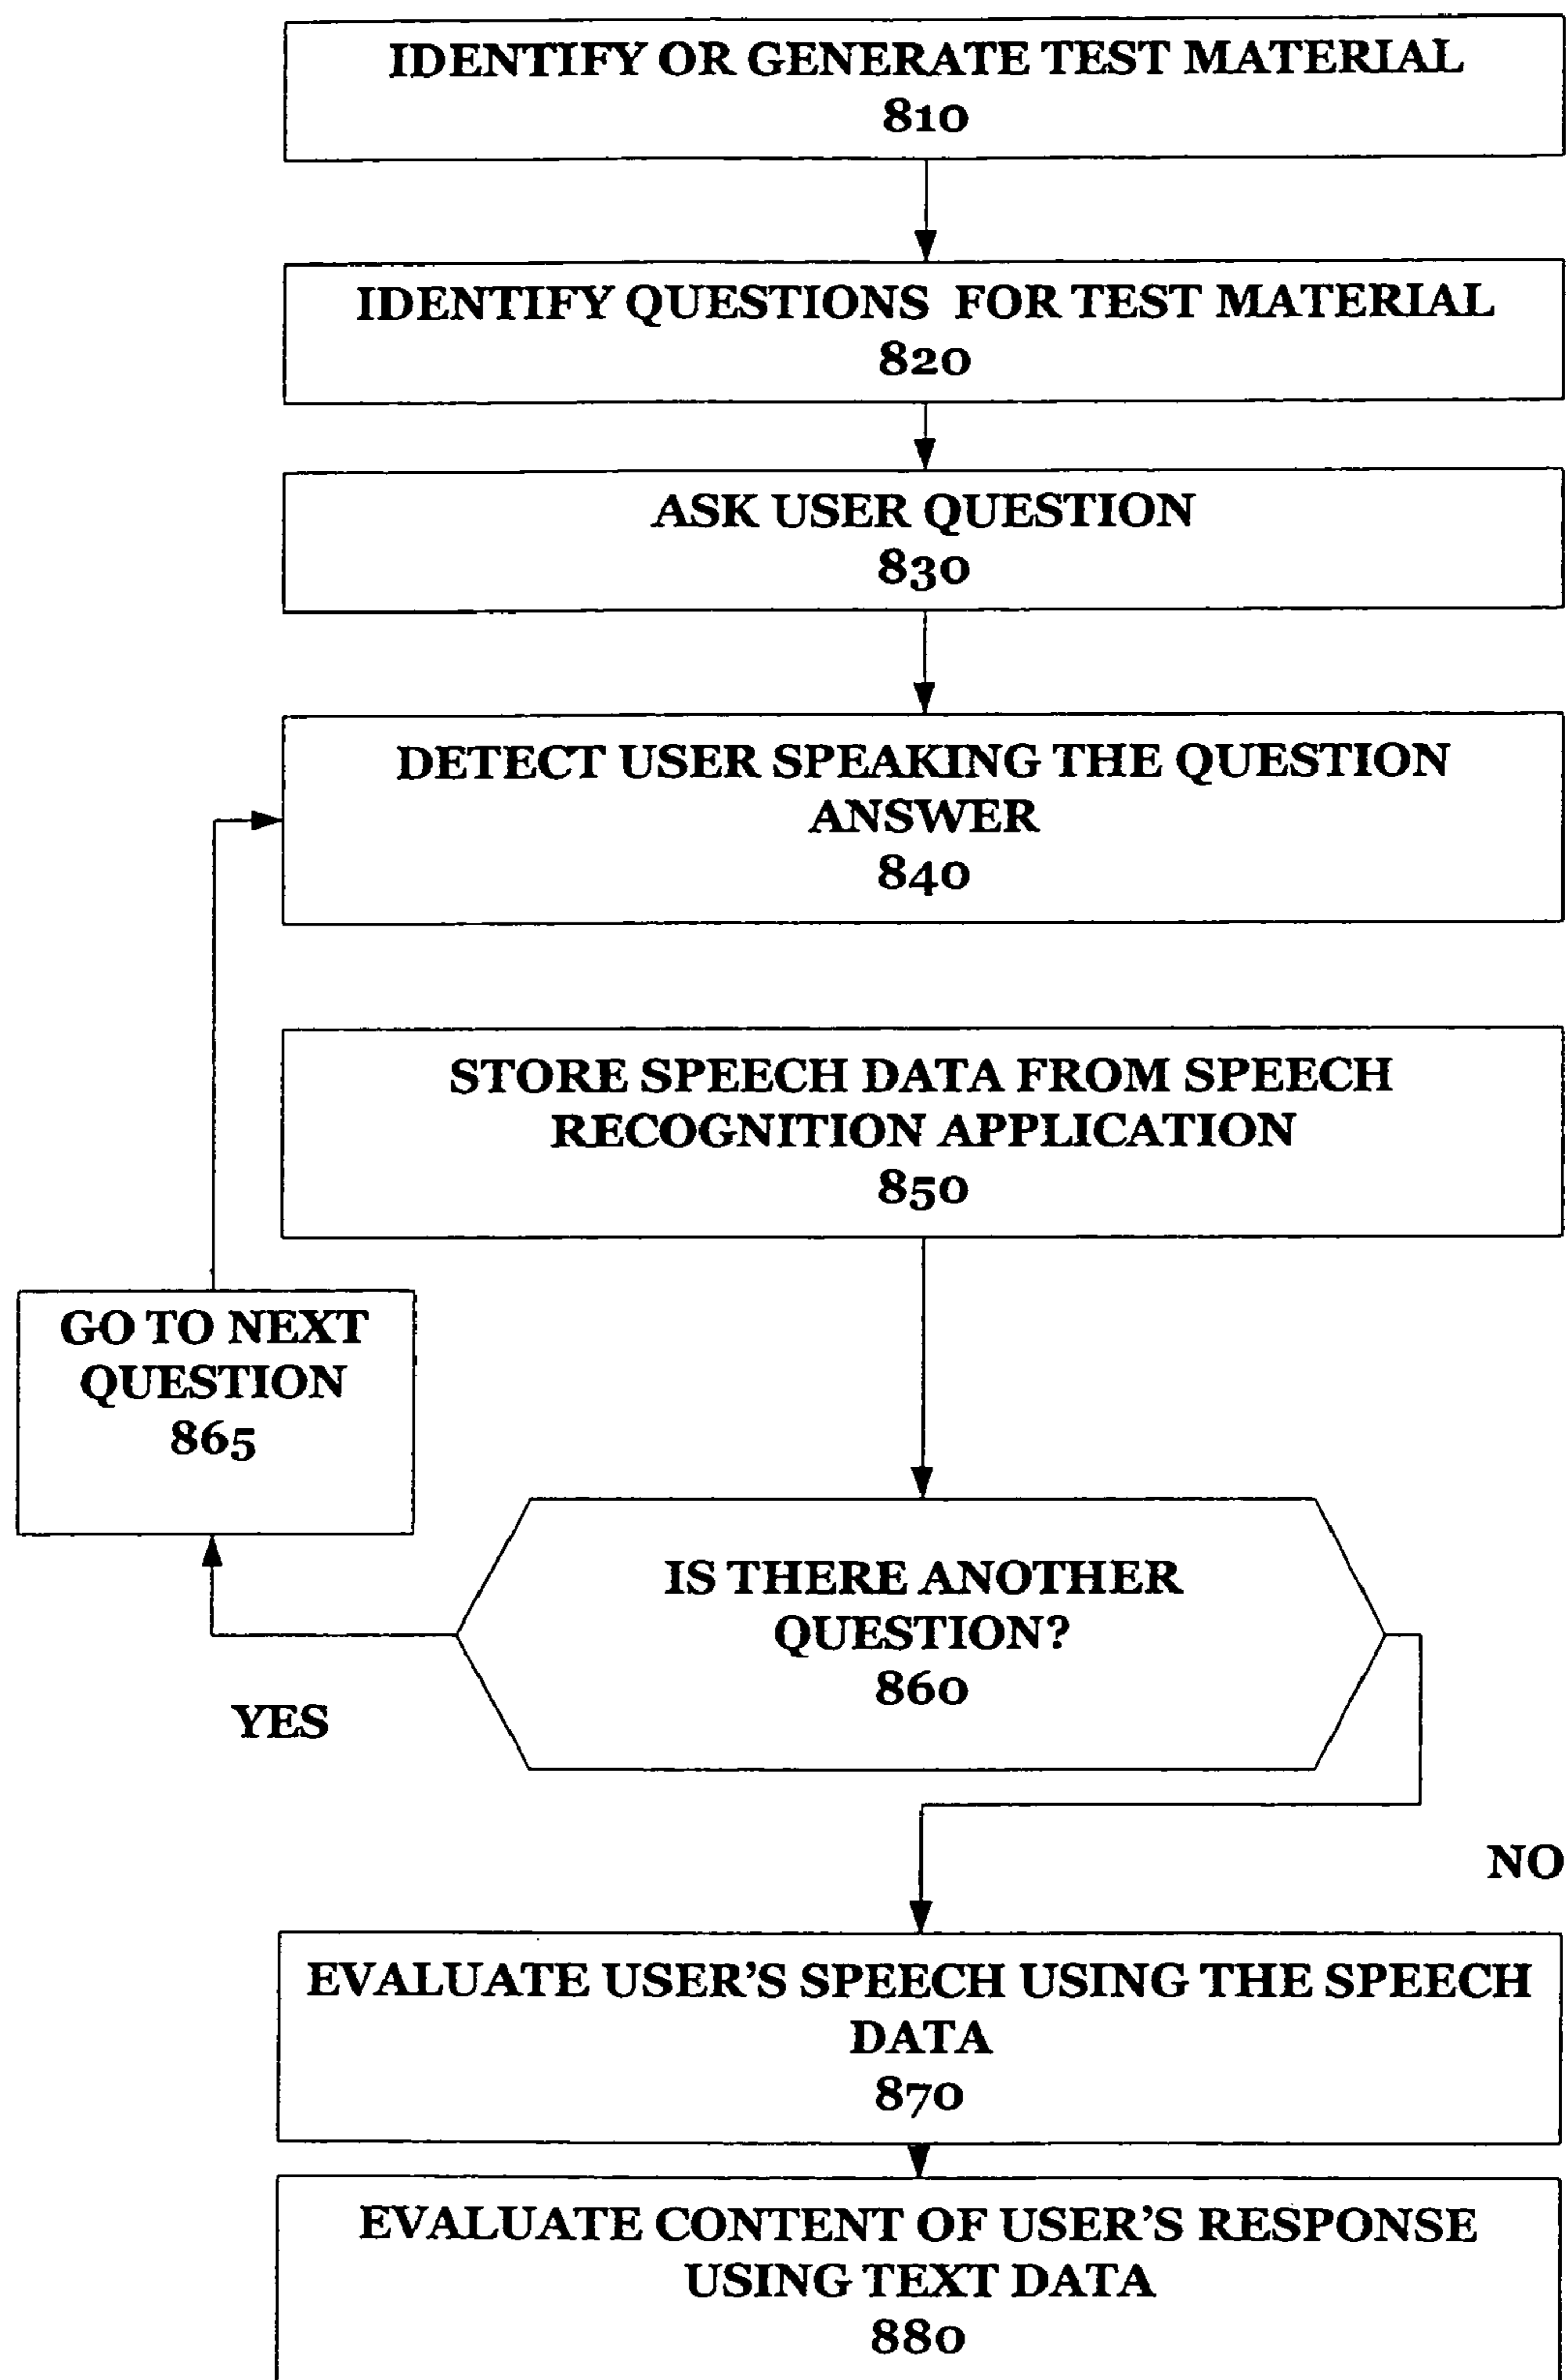 IDENTIFY OR GENERATE TEST MATERIAL
810
IDENTIFY QUESTIONS FOR TEST MATERIAL
820
ASK USER QUESTION
830
DETECT USER SPEAKING THE QUESTION
ANSWER
840
STORE SPEECH DATA FROM SPEECH
RECOGNITION APPLICATION
850
GO TO NEXT
QUESTION
865
IS THERE ANOTHER
QUESTION?
860
YES
NO
EVALUATE USER'S SPEECH USING THE SPEECH
DATA
870
EVALUATE CONTENT OF USER'S RESPONSE
USING TEXT DATA
880